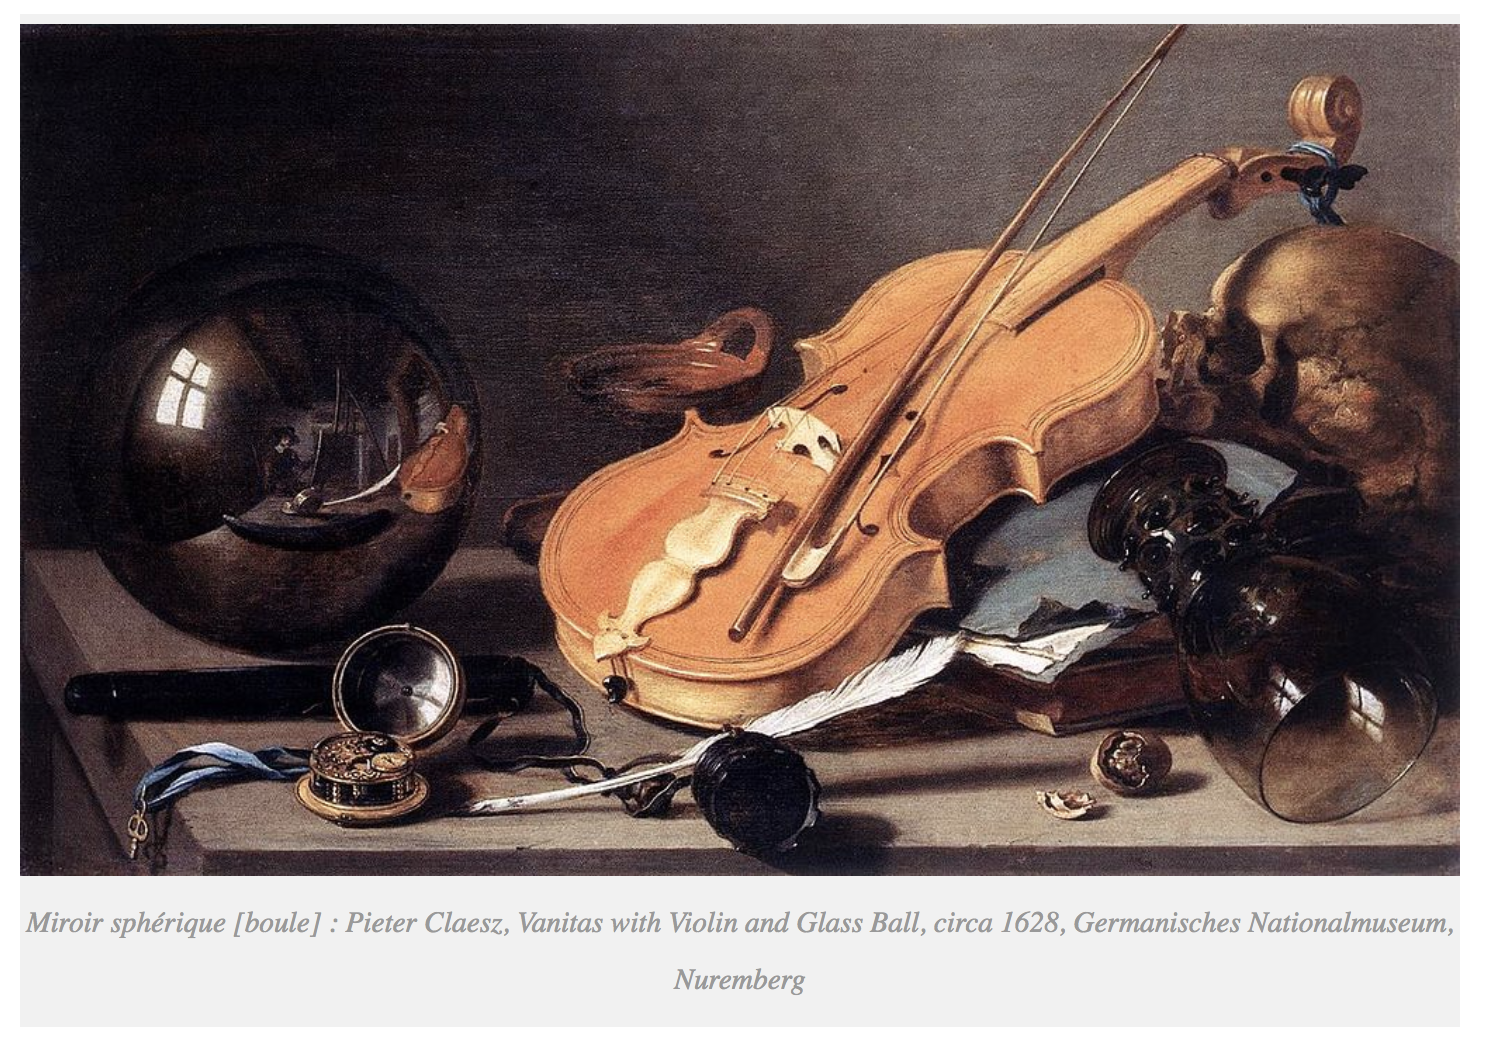 Miroir sphérique [boule] : Pieter Claesz, Vanitas with Violin and Glass Ball, circa 1628, Germanisches Nationalmuseum,
Nuremberg